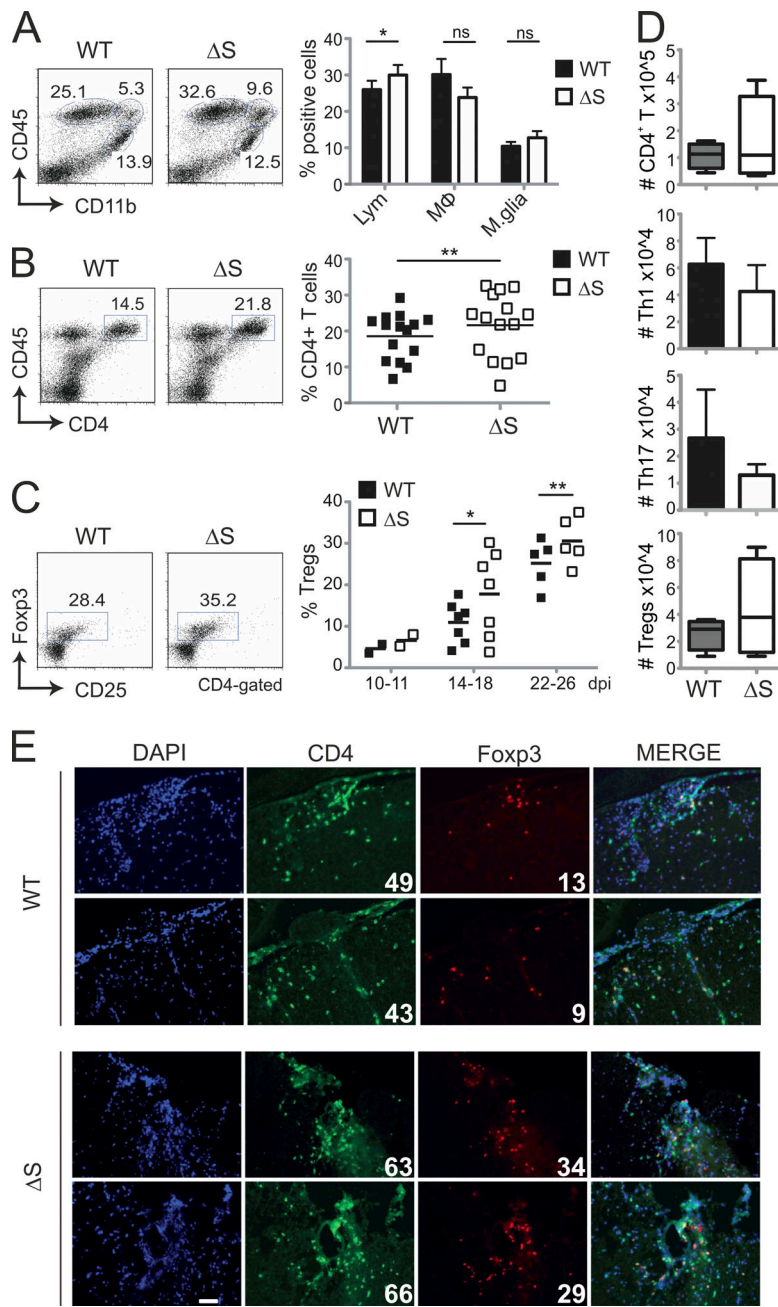 A
WT
ΔS
25.1
5.3
13.9
32.6
9.6
12.5
CD45
CD11b
% positive cells
40
30
20
10
0
*
ns
ns
WT
ΔS
Lym
MΦ
M.glia
B
WT
ΔS
14.5
21.8
CD45
CD4
% CD4+ T cells
40
30
20
10
0
**
WT
ΔS
WT
ΔS
C
WT
ΔS
28.4
35.2
Foxp3
CD25
CD4-gated
% Tregs
40
30
20
10
0
WT
ΔS
*
**
10-11
14-18
22-26
dpi
D
# CD4⁺ T x10^5
5
4
3
2
1
0
# Th1 x10^4
10
8
6
4
2
0
# Th17 x10^4
5
4
3
2
1
0
# Tregs x10^4
10
8
6
4
2
0
WT
ΔS
E
DAPI
CD4
Foxp3
MERGE
WT
49
13
43
9
ΔS
63
34
66
29